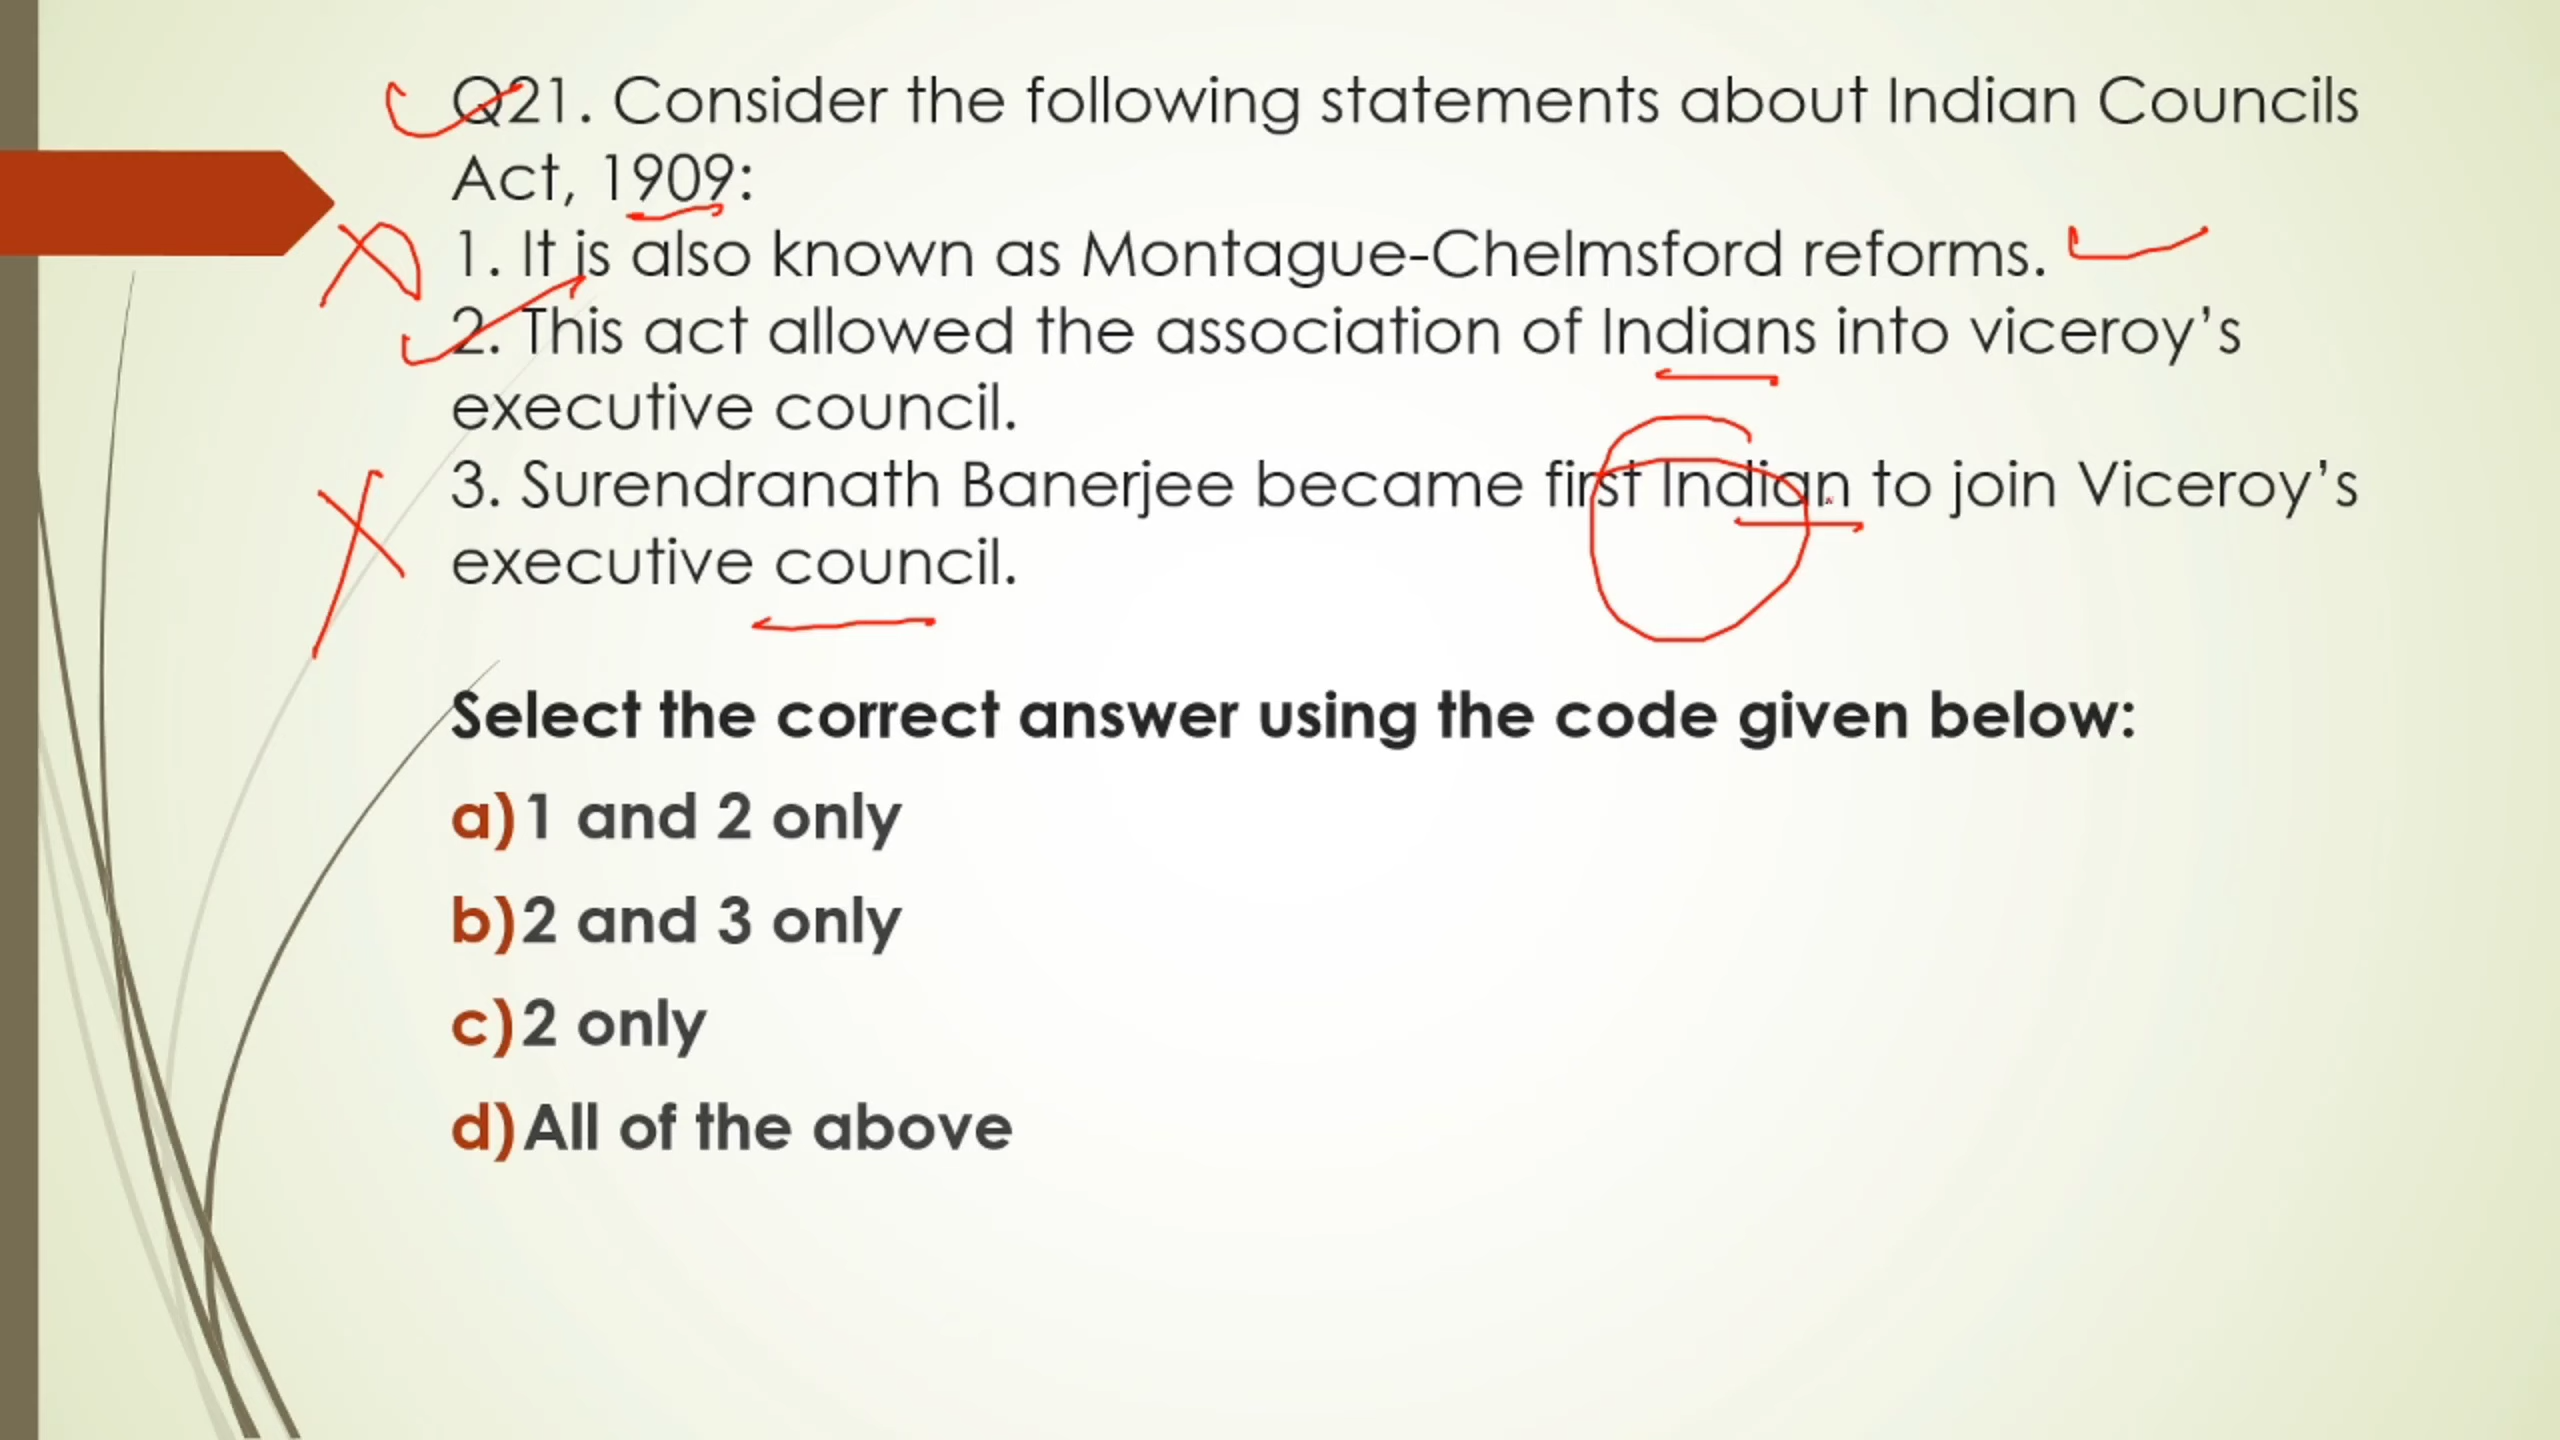 Q21. Consider the following statements about Indian Councils
Act, 1909:
1. It is also known as Montague-Chelmsford reforms.
2. This act allowed the association of Indians into viceroy’s
executive council.
3. Surendranath Banerjee became first Indian to join Viceroy’s
executive council.
Select the correct answer using the code given below:
a) 1 and 2 only
b) 2 and 3 only
c) 2 only
d) All of the above